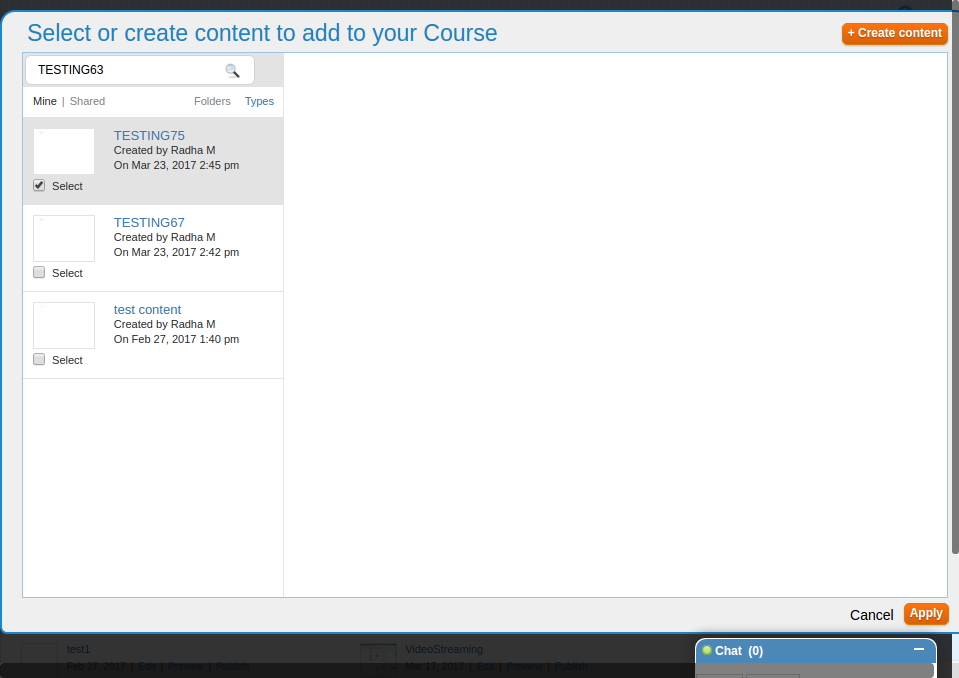 Select or create content to add to your Course
+ Create content
TESTING63
Mine | Shared
Folders
Types
TESTING75
Created by Radha M
On Mar 23, 2017 2:45 pm
Select
TESTING67
Created by Radha M
On Mar 23, 2017 2:42 pm
Select
test content
Created by Radha M
On Feb 27, 2017 1:40 pm
Select
Cancel
Apply
test1
Feb 27, 2017 | Edit | Preview | Publish
VideoStreaming
Mar 17, 2017 | Edit | Preview | Publish
Chat (0)